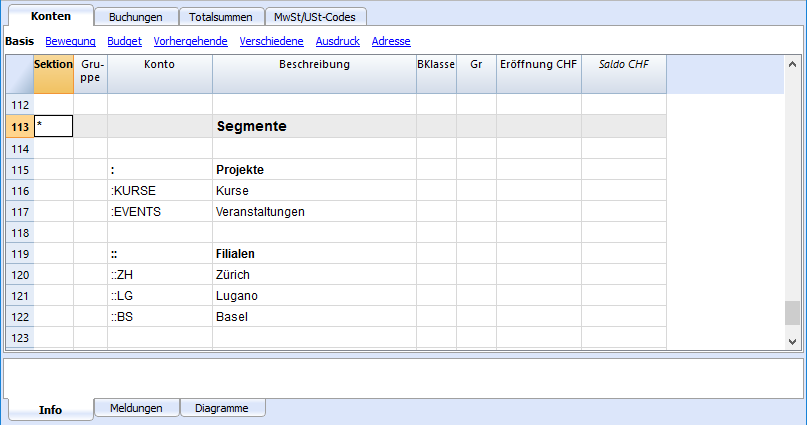 Konten Buchungen Totalsummen MwSt/USt-Codes
Basis Bewegung Budget Vorhergehende Verschiedene Ausdruck Adresse
Sektion Gru- Konto Beschreibung BKlasse Gr Eröffnung CHF Saldo CHF
ppe
112
113 * Segmente
114
115 : Projekte
116 :KURSE Kurse
117 :EVENTS Veranstaltungen
118
119 :: Filialen
120 ::ZH Zürich
121 ::LG Lugano
122 ::BS Basel
123
Info Meldungen Diagramme